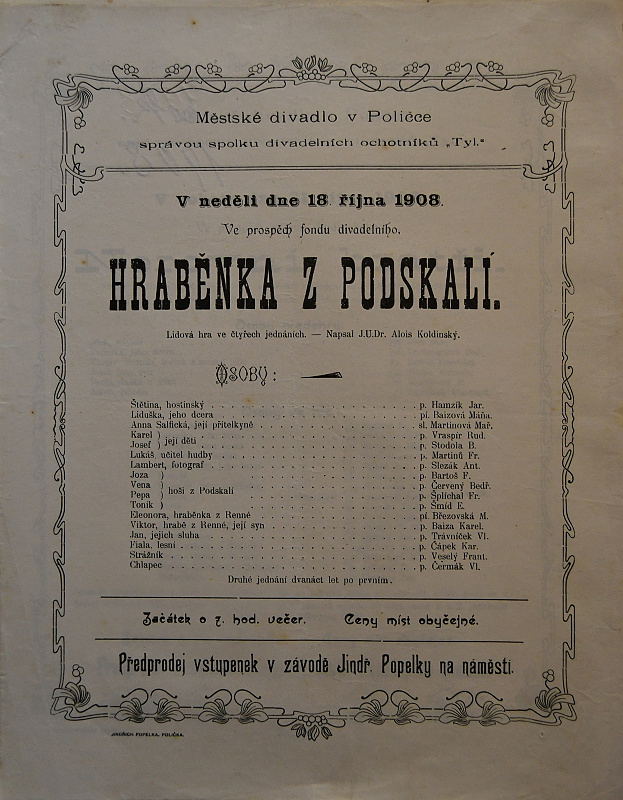 Městské divadlo v Poličce
správou spolku divadelních ochotníků „Tyl.“
V neděli dne 18. října 1908.
Ve prospěch fondu divadelního.
HRABĚNKA Z PODSKALÍ.
Lidová hra ve čtyřech jednáních. — Napsal J.U.Dr. Alois Koldinský.
OSOBY:
Štětina, hostinský . . . p. Hamzík Jar.
Liduška, jeho dcera . . . pí. Baizová Máňa.
Anna Salfická, její přítelkyně . . . sl. Martinová Mař.
Karel ) její děti . . . p. Vraspír Rud.
Josef ) . . . p. Stodola B.
Lukáš, učitel hudby . . . p. Martinů Fr.
Lambert, fotograf . . . p. Slezák Ant.
Joza ) . . . p. Bartoš F.
Vena ) hoši z Podskalí . . . p. Červený Bedř.
Pepa ) . . . p. Šplíchal Fr.
Toník ) . . . p. Šmíd E.
Eleonora, hraběnka z Renné . . . pí. Březovská M.
Viktor, hrabě z Renné, její syn . . . p. Baiza Karel.
Jan, jejich sluha . . . p. Trávníček Vl.
Fiala, lesní . . . p. Čápek Kar.
Strážník . . . p. Veselý Frant.
Chlapec . . . p. Čermák Vl.
Druhé jednání dvanáct let po prvním.
Začátek o 7. hod. večer. Ceny míst obyčejné.
Předprodej vstupenek v závodě Jindř. Popelky na náměstí.
JINDŘICH POPELKA, POLIČKA.